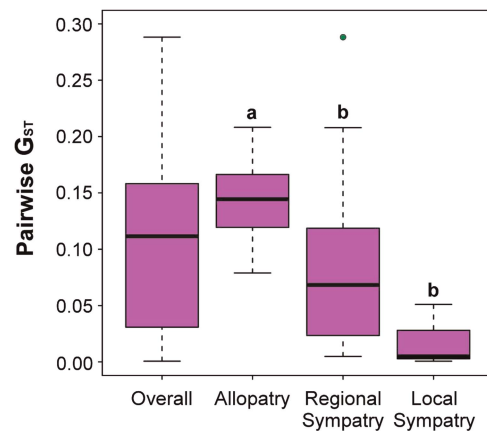 Pairwise GST
0.30
0.25
0.20
0.15
0.10
0.05
0.00
a
b
b
Overall
Allopatry
Regional
Sympatry
Local
Sympatry